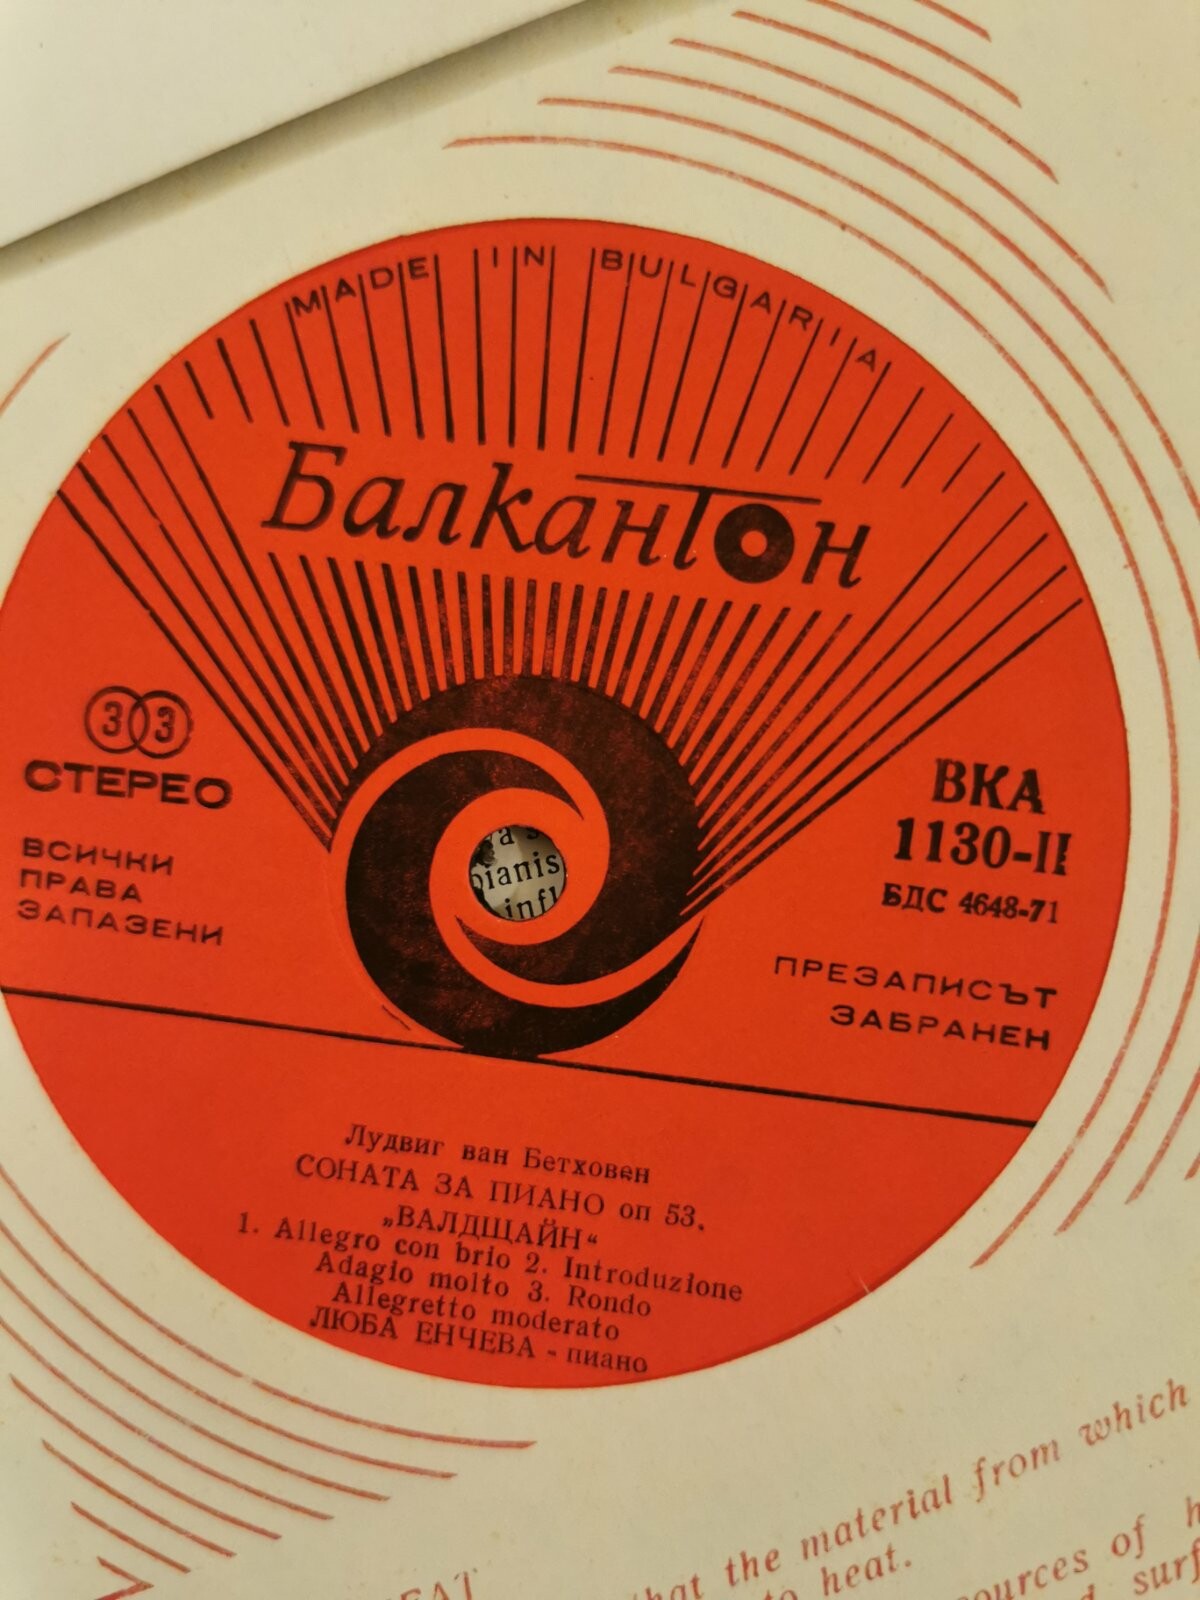 MADE IN BULGARIA
Балкантон
33
СТЕРЕО
ВСИЧКИ
ПРАВА
ЗАПАЗЕНИ
ВКА
1130-II
БДС 4648-71
ПРЕЗАПИСЪТ
ЗАБРАНЕН
pianis
infl
Лудвиг ван Бетховен
СОНАТА ЗА ПИАНО оп 53.
„ВАЛДЩАЙН“
1. Allegro con brio 2. Introduzione
Adagio molto 3. Rondo
Allegretto moderato
ЛЮБА ЕНЧЕВА - пиано
that the material from which
to heat.
sources of